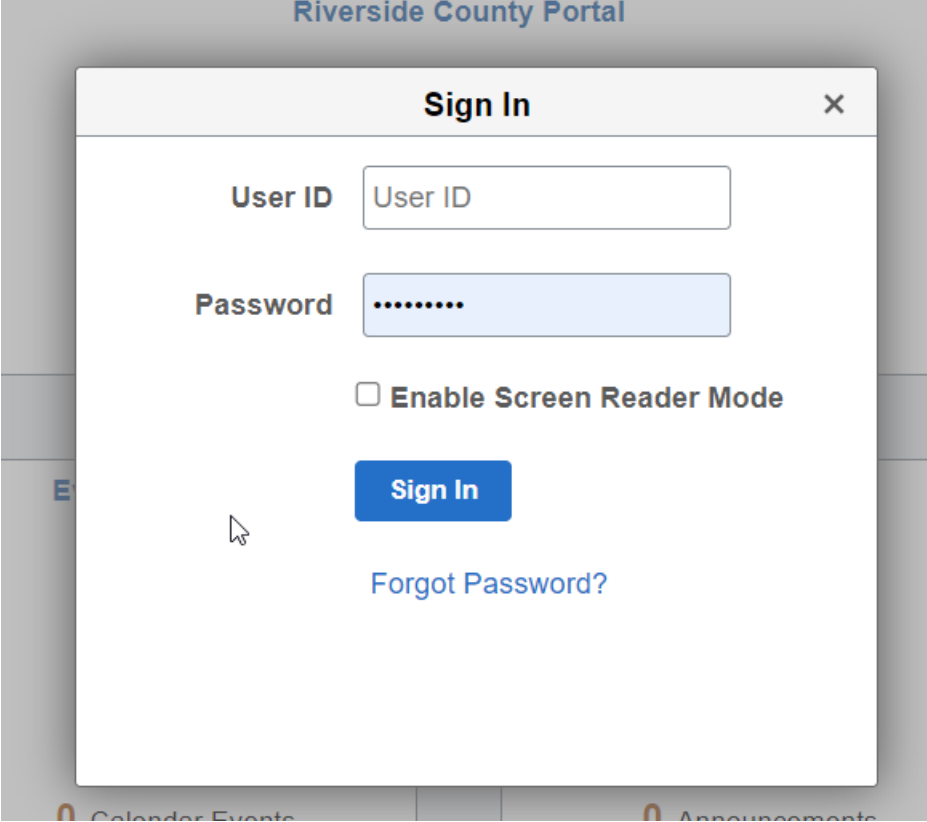 Riverside County Portal
Sign In ×
User ID User ID
Password •••••••••
Enable Screen Reader Mode
Sign In
Forgot Password?
0 Calendar Events 0 Announcements